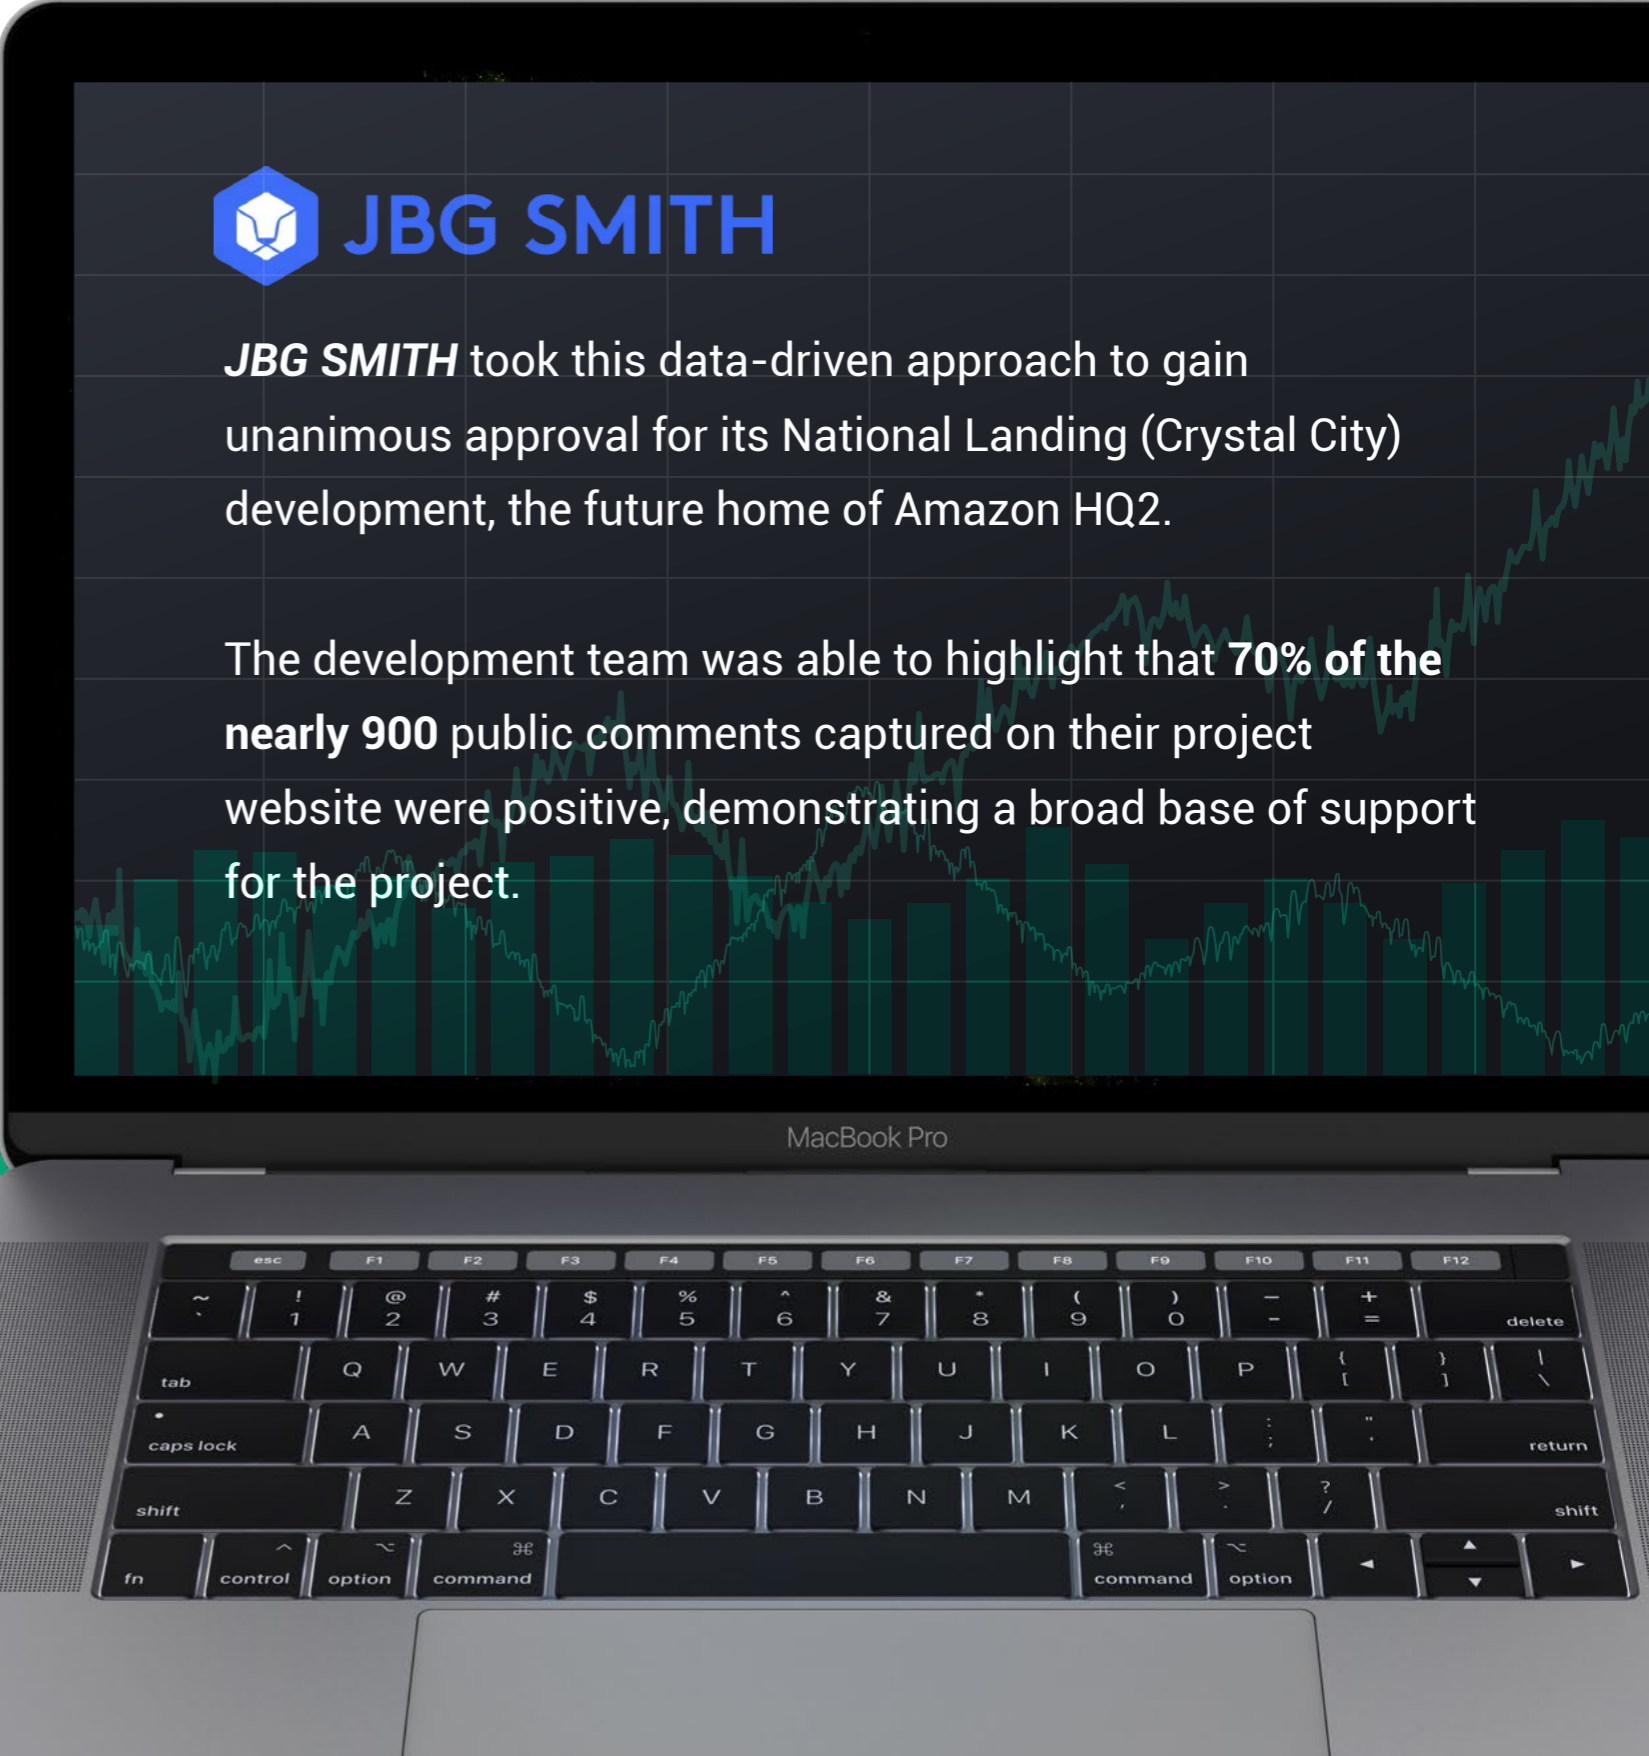 JBG SMITH
JBG SMITH took this data-driven approach to gain
unanimous approval for its National Landing (Crystal City)
development, the future home of Amazon HQ2.
The development team was able to highlight that 70% of the
nearly 900 public comments captured on their project
website were positive, demonstrating a broad base of support
for the project.
MacBook Pro
esc F1 F2 F3 F4 F5 F6 F7 F8 F9 F10 F11 F12
~ ! @ # $ % ^ & * ( ) — +
` 1 2 3 4 5 6 7 8 9 0 - = delete
tab Q W E R T Y U I O P { [ } ] | \
caps lock A S D F G H J K L : ; " ' return
shift Z X C V B N M < , > . ? / shift
fn control option command command option